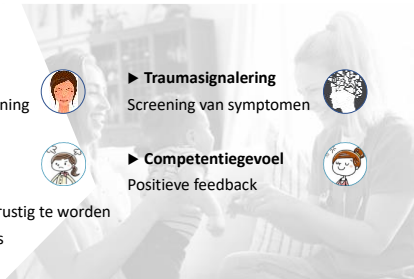 ▶ Traumasignalering
ning
Screening van symptomen
▶ Competentiegevoel
Positieve feedback
rustig te worden
s